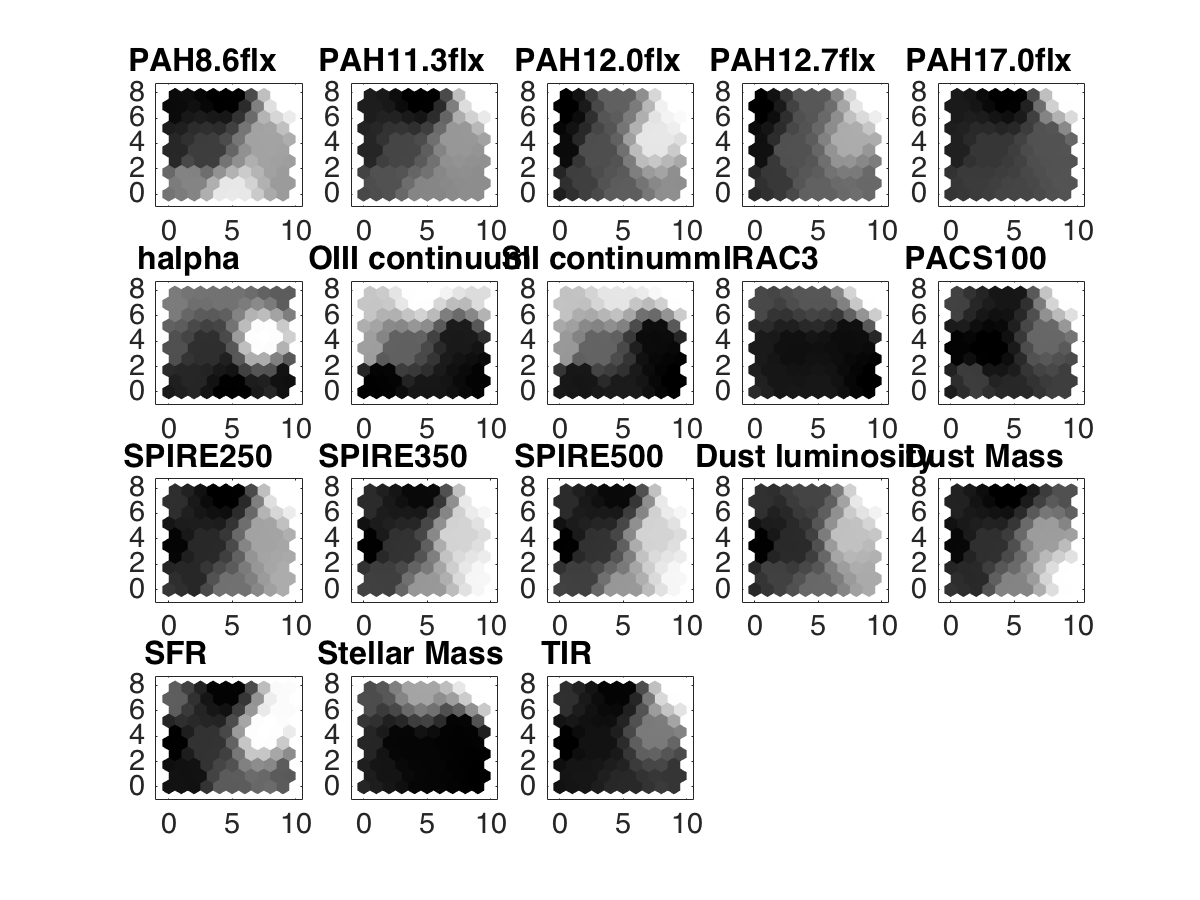 PAH8.6flx PAH11.3flx PAH12.0flx PAH12.7flx PAH17.0flx
8 8 8 8 8
6 6 6 6 6
4 4 4 4 4
2 2 2 2 2
0 0 0 0 0
0 5 10 0 5 10 0 5 10 0 5 10 0 5 10
halpha OIII continuum SII continumm IRAC3 PACS100
8 8 8 8 8
6 6 6 6 6
4 4 4 4 4
2 2 2 2 2
0 0 0 0 0
0 5 10 0 5 10 0 5 10 0 5 10 0 5 10
SPIRE250 SPIRE350 SPIRE500 Dust luminosity Dust Mass
8 8 8 8 8
6 6 6 6 6
4 4 4 4 4
2 2 2 2 2
0 0 0 0 0
0 5 10 0 5 10 0 5 10 0 5 10 0 5 10
SFR Stellar Mass TIR
8 8 8
6 6 6
4 4 4
2 2 2
0 0 0
0 5 10 0 5 10 0 5 10